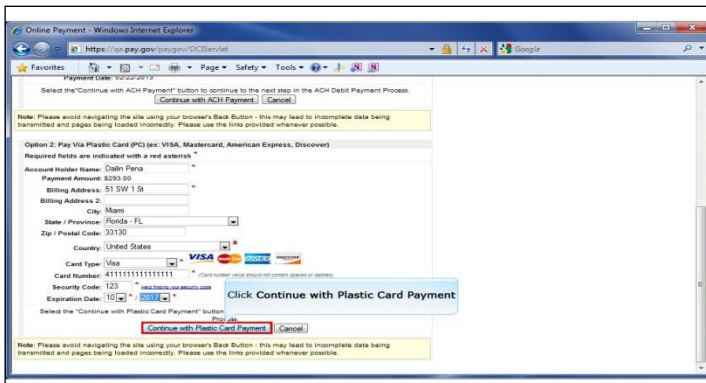 Online Payment - Windows Internet Explorer
https://qa.pay.gov/paygov/OCIServlet
Google
Favorites Page Safety Tools
Payment Date: 02/22/2013
Select the"Continue with ACH Payment" button to continue to the next step in the ACH Debit Payment Process.
Continue with ACH Payment Cancel
Note: Please avoid navigating the site using your browser's Back Button - this may lead to incomplete data being
transmitted and pages being loaded incorrectly. Please use the links provided whenever possible.
Option 2: Pay Via Plastic Card (PC) (ex: VISA, Mastercard, American Express, Discover)
Required fields are indicated with a red asterisk *
Account Holder Name: Dailin Pena *
Payment Amount: $293.00
Billing Address: 51 SW 1 St *
Billing Address 2:
City: Miami
State / Province: Florida - FL
Zip / Postal Code: 33130
Country: United States *
Card Type: Visa * VISA MasterCard AMEX DISCOVER
Card Number: 4111111111111111 * (Card number value should not contain spaces or dashes)
Security Code: 123 * Help finding your security code
Expiration Date: 10 * / 2017 *
Click Continue with Plastic Card Payment
Select the "Continue with Plastic Card Payment" button
Continue with Plastic Card Payment Cancel
Note: Please avoid navigating the site using your browser's Back Button - this may lead to incomplete data being
transmitted and pages being loaded incorrectly. Please use the links provided whenever possible.